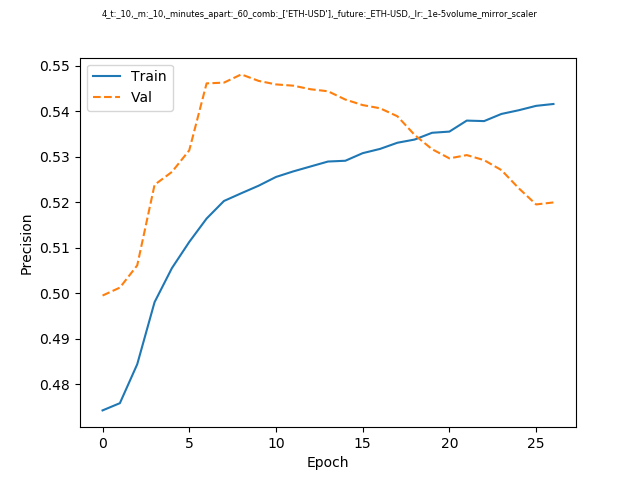 4_t:_10,_m:_10,_minutes_apart:_60_comb:_['ETH-USD'],_future:_ETH-USD,_lr:_1e-5volume_mirror_scaler
Train
Val
0.55
0.54
0.53
0.52
0.51
0.50
0.49
0.48
Precision
0 5 10 15 20 25
Epoch